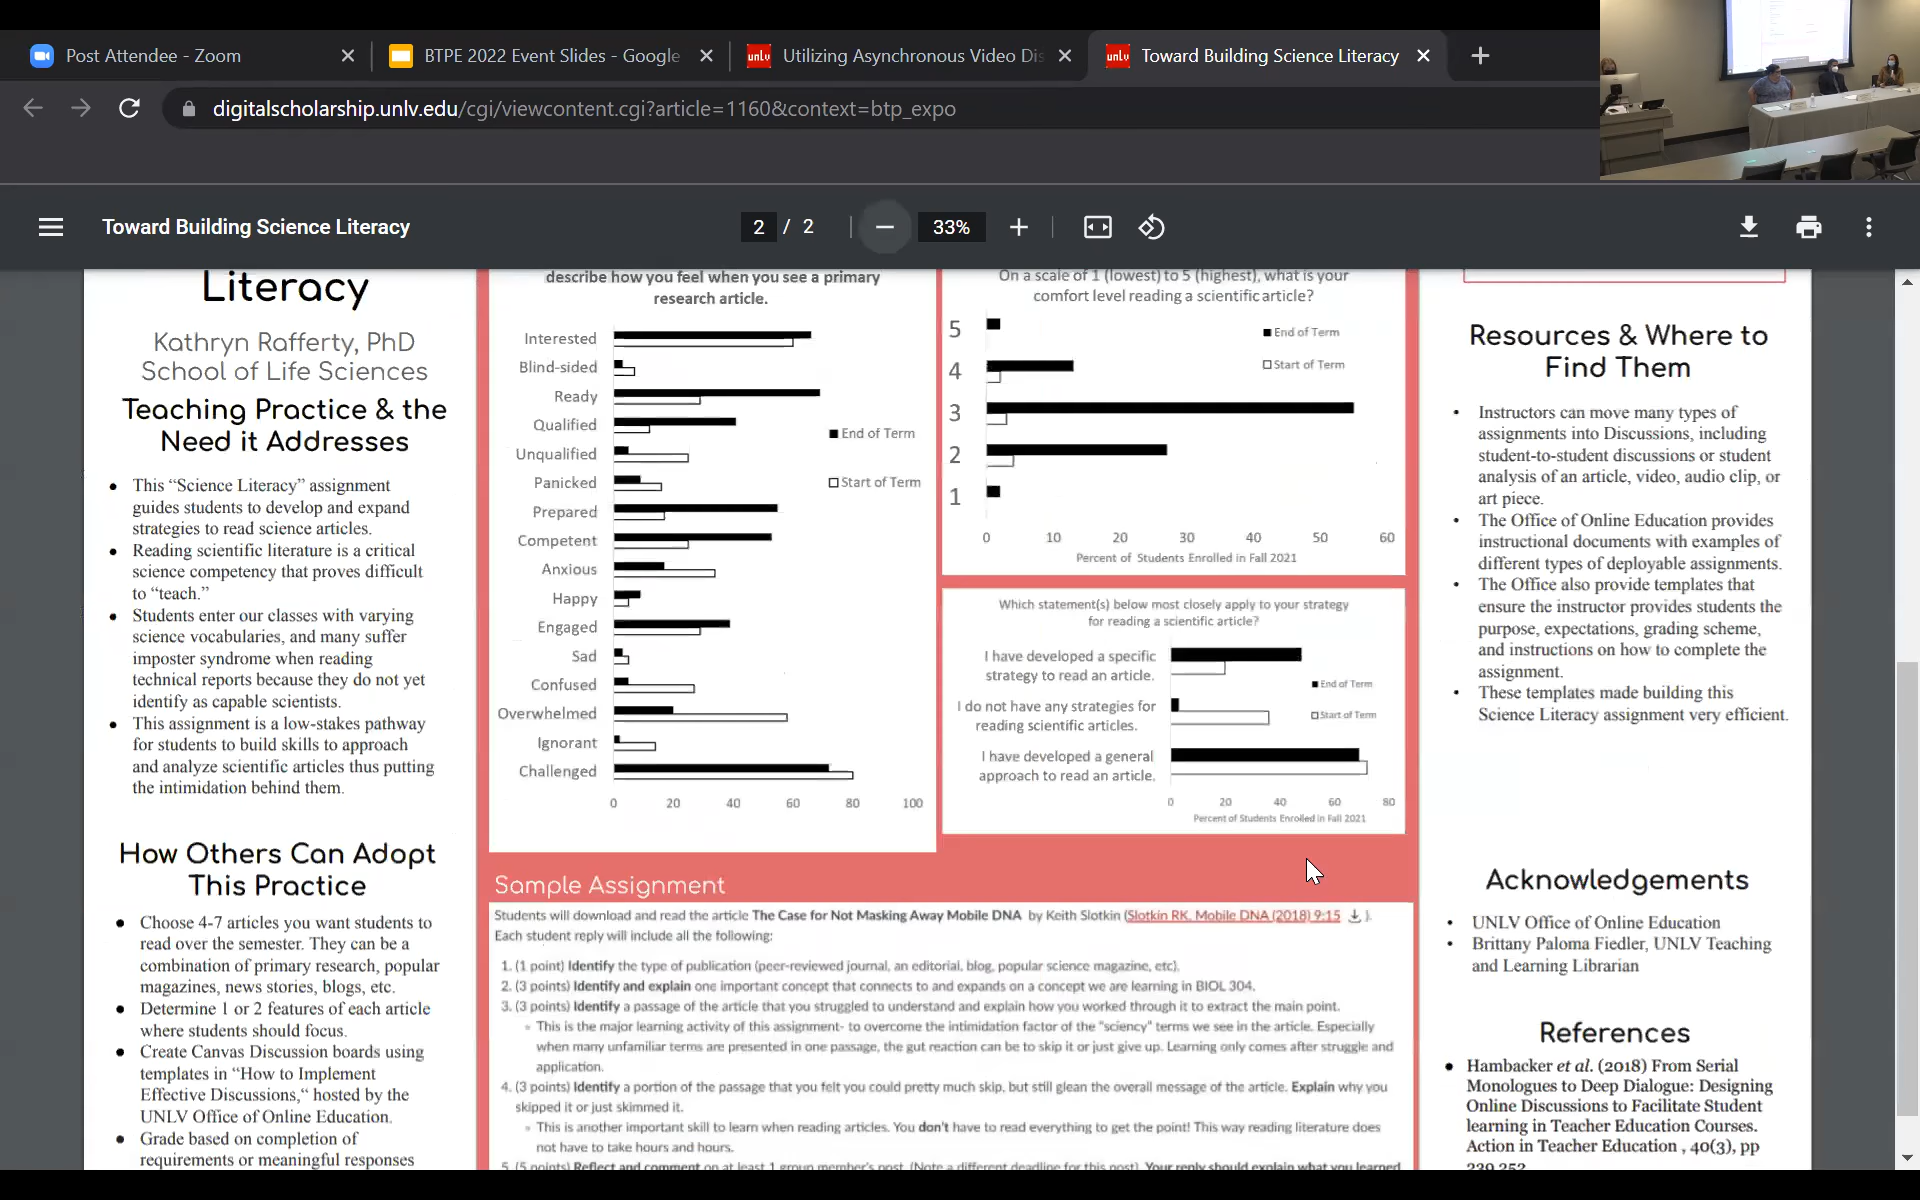 Post Attendee - Zoom
BTPE 2022 Event Slides - Google
unlv
Utilizing Asynchronous Video Dis
unlv
Toward Building Science Literacy
digitalscholarship.unlv.edu/cgi/viewcontent.cgi?article=1160&context=btp_expo
Toward Building Science Literacy
2 / 2
33%
Literacy
Kathryn Rafferty, PhD
School of Life Sciences
Teaching Practice & the
Need it Addresses
• This “Science Literacy” assignment
guides students to develop and expand
strategies to read science articles.
• Reading scientific literature is a critical
science competency that proves difficult
to “teach.”
• Students enter our classes with varying
science vocabularies, and many suffer
imposter syndrome when reading
technical reports because they do not yet
identify as capable scientists.
• This assignment is a low-stakes pathway
for students to build skills to approach
and analyze scientific articles thus putting
the intimidation behind them.
How Others Can Adopt
This Practice
• Choose 4-7 articles you want students to
read over the semester. They can be a
combination of primary research, popular
magazines, news stories, blogs, etc.
• Determine 1 or 2 features of each article
where students should focus.
• Create Canvas Discussion boards using
templates in “How to Implement
Effective Discussions,“ hosted by the
UNLV Office of Online Education.
• Grade based on completion of
requirements or meaningful responses
describe how you feel when you see a primary
research article.
Interested
Blind-sided
Ready
Qualified
Unqualified
Panicked
Prepared
Competent
Anxious
Happy
Engaged
Sad
Confused
Overwhelmed
Ignorant
Challenged
End of Term
Start of Term
0 20 40 60 80 100
On a scale of 1 (lowest) to 5 (highest), what is your
comfort level reading a scientific article?
5
4
3
2
1
End of Term
Start of Term
0 10 20 30 40 50 60
Percent of Students Enrolled in Fall 2021
Which statement(s) below most closely apply to your strategy
for reading a scientific article?
I have developed a specific
strategy to read an article.
I do not have any strategies for
reading scientific articles.
I have developed a general
approach to read an article.
End of Term
Start of Term
0 20 40 60 80
Percent of Students Enrolled in Fall 2021
Sample Assignment
Students will download and read the article The Case for Not Masking Away Mobile DNA by Keith Slotkin (Slotkin RK. Mobile DNA (2018) 9:15 ).
Each student reply will include all the following:
1. (1 point) Identify the type of publication (peer-reviewed journal, an editorial, blog, popular science magazine, etc).
2. (3 points) Identify and explain one important concept that connects to and expands on a concept we are learning in BIOL 304.
3. (3 points) Identify a passage of the article that you struggled to understand and explain how you worked through it to extract the main point.
This is the major learning activity of this assignment- to overcome the intimidation factor of the "sciency" terms we see in the article. Especially
when many unfamiliar terms are presented in one passage, the gut reaction can be to skip it or just give up. Learning only comes after struggle and
application.
4. (3 points) Identify a portion of the passage that you felt you could pretty much skip, but still glean the overall message of the article. Explain why you
skipped it or just skimmed it.
This is another important skill to learn when reading articles. You don't have to read everything to get the point! This way reading literature does
not have to take hours and hours.
5. (5 points) Reflect and comment on at least 1 group member's post. (Note a different deadline for this post). Your reply should explain what you learned
Resources & Where to
Find Them
• Instructors can move many types of
assignments into Discussions, including
student-to-student discussions or student
analysis of an article, video, audio clip, or
art piece.
• The Office of Online Education provides
instructional documents with examples of
different types of deployable assignments.
• The Office also provide templates that
ensure the instructor provides students the
purpose, expectations, grading scheme,
and instructions on how to complete the
assignment.
• These templates made building this
Science Literacy assignment very efficient.
Acknowledgements
• UNLV Office of Online Education
• Brittany Paloma Fiedler, UNLV Teaching
and Learning Librarian
References
• Hambacker et al. (2018) From Serial
Monologues to Deep Dialogue: Designing
Online Discussions to Facilitate Student
learning in Teacher Education Courses.
Action in Teacher Education , 40(3), pp
239-252